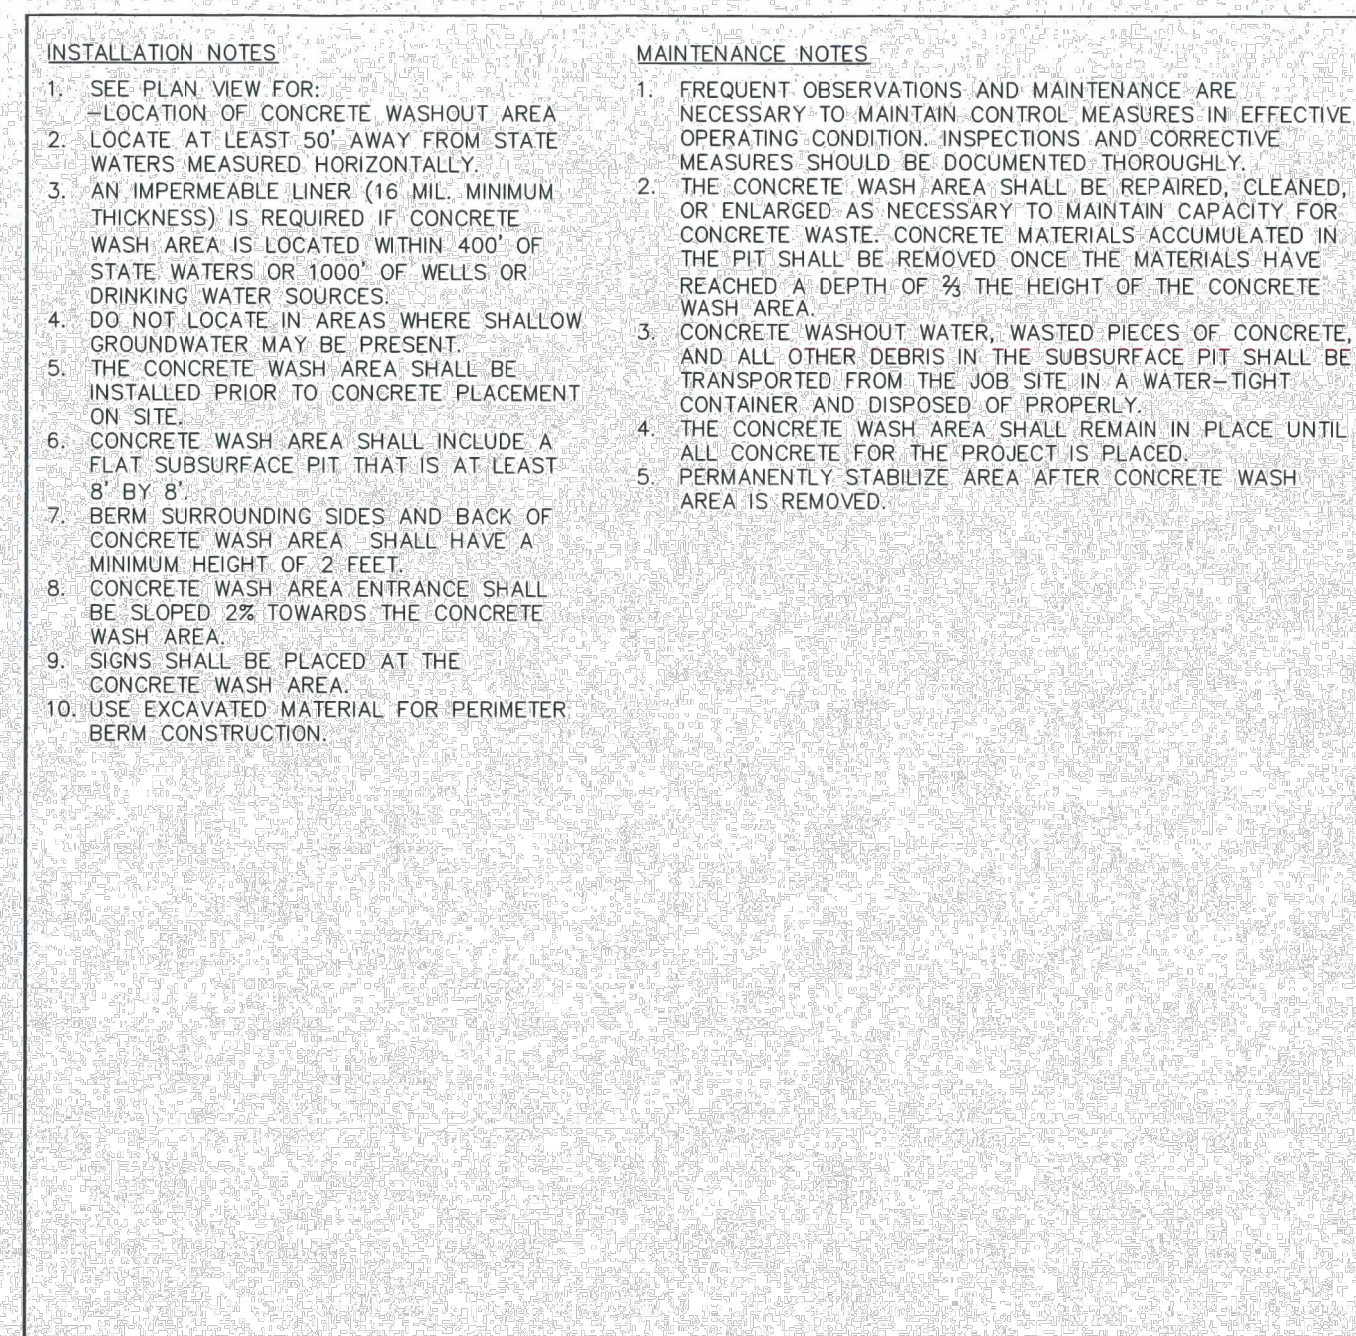 INSTALLATION NOTES
1. SEE PLAN VIEW FOR:
-LOCATION OF CONCRETE WASHOUT AREA
2. LOCATE AT LEAST 50' AWAY FROM STATE
WATERS MEASURED HORIZONTALLY.
3. AN IMPERMEABLE LINER (16 MIL. MINIMUM
THICKNESS) IS REQUIRED IF CONCRETE
WASH AREA IS LOCATED WITHIN 400' OF
STATE WATERS OR 1000' OF WELLS OR
DRINKING WATER SOURCES.
4. DO NOT LOCATE IN AREAS WHERE SHALLOW
GROUNDWATER MAY BE PRESENT.
5. THE CONCRETE WASH AREA SHALL BE
INSTALLED PRIOR TO CONCRETE PLACEMENT
ON SITE.
6. CONCRETE WASH AREA SHALL INCLUDE A
FLAT SUBSURFACE PIT THAT IS AT LEAST
8' BY 8'.
7. BERM SURROUNDING SIDES AND BACK OF
CONCRETE WASH AREA SHALL HAVE A
MINIMUM HEIGHT OF 2 FEET.
8. CONCRETE WASH AREA ENTRANCE SHALL
BE SLOPED 2% TOWARDS THE CONCRETE
WASH AREA.
9. SIGNS SHALL BE PLACED AT THE
CONCRETE WASH AREA.
10. USE EXCAVATED MATERIAL FOR PERIMETER
BERM CONSTRUCTION.
MAINTENANCE NOTES
1. FREQUENT OBSERVATIONS AND MAINTENANCE ARE
NECESSARY TO MAINTAIN CONTROL MEASURES IN EFFECTIVE
OPERATING CONDITION. INSPECTIONS AND CORRECTIVE
MEASURES SHOULD BE DOCUMENTED THOROUGHLY.
2. THE CONCRETE WASH AREA SHALL BE REPAIRED, CLEANED,
OR ENLARGED AS NECESSARY TO MAINTAIN CAPACITY FOR
CONCRETE WASTE. CONCRETE MATERIALS ACCUMULATED IN
THE PIT SHALL BE REMOVED ONCE THE MATERIALS HAVE
REACHED A DEPTH OF ⅔ THE HEIGHT OF THE CONCRETE
WASH AREA.
3. CONCRETE WASHOUT WATER, WASTED PIECES OF CONCRETE,
AND ALL OTHER DEBRIS IN THE SUBSURFACE PIT SHALL BE
TRANSPORTED FROM THE JOB SITE IN A WATER-TIGHT
CONTAINER AND DISPOSED OF PROPERLY.
4. THE CONCRETE WASH AREA SHALL REMAIN IN PLACE UNTIL
ALL CONCRETE FOR THE PROJECT IS PLACED.
5. PERMANENTLY STABILIZE AREA AFTER CONCRETE WASH
AREA IS REMOVED.